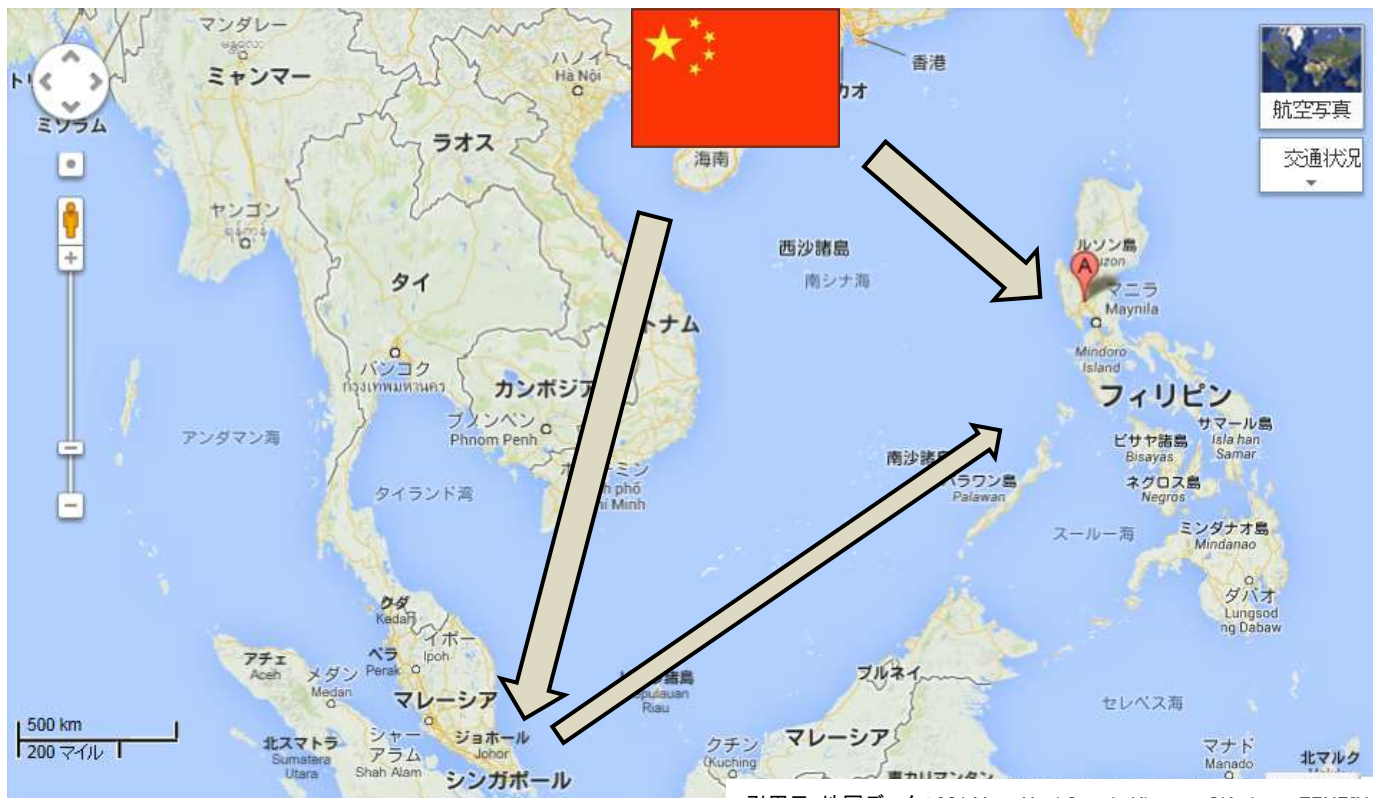 マンダレー
ミャンマー
ハノイ
Hà Nội
香港
カオ
航空写真
交通状況
ミゾラム
ラオス
海南
ヤンゴン
西沙諸島
南シナ海
ルソン島
uzon
A
マニラ
Maynila
タイ
トナム
バンコク
กรุงเทพมหานคร
カンボジア
Mindoro
Island
フィリピン
プノンペン
Phnom Penh
アンダマン海
サマール島
Isla han
Samar
ビサヤ諸島
Bisayas
タイランド湾
南沙諸島
ラワン島
Palawan
ネグロス島
Negros
スールー海
ミンダナオ島
Mindanao
ダバオ
Lungsod
ng Dabaw
クダ
Kedah
イポー
Ipoh
ペラ
Perak
アチェ
Aceh
メダン
Medan
マレーシア
諸島
Riau
ブルネイ
セレベス海
500 km
200 マイル
北スマトラ
Sumatera
Utara
シャー
アラム
Shah Alam
ジョホール
Johor
シンガポール
クチン
(Kuching
マレーシア
マナド
Manado
北マルク